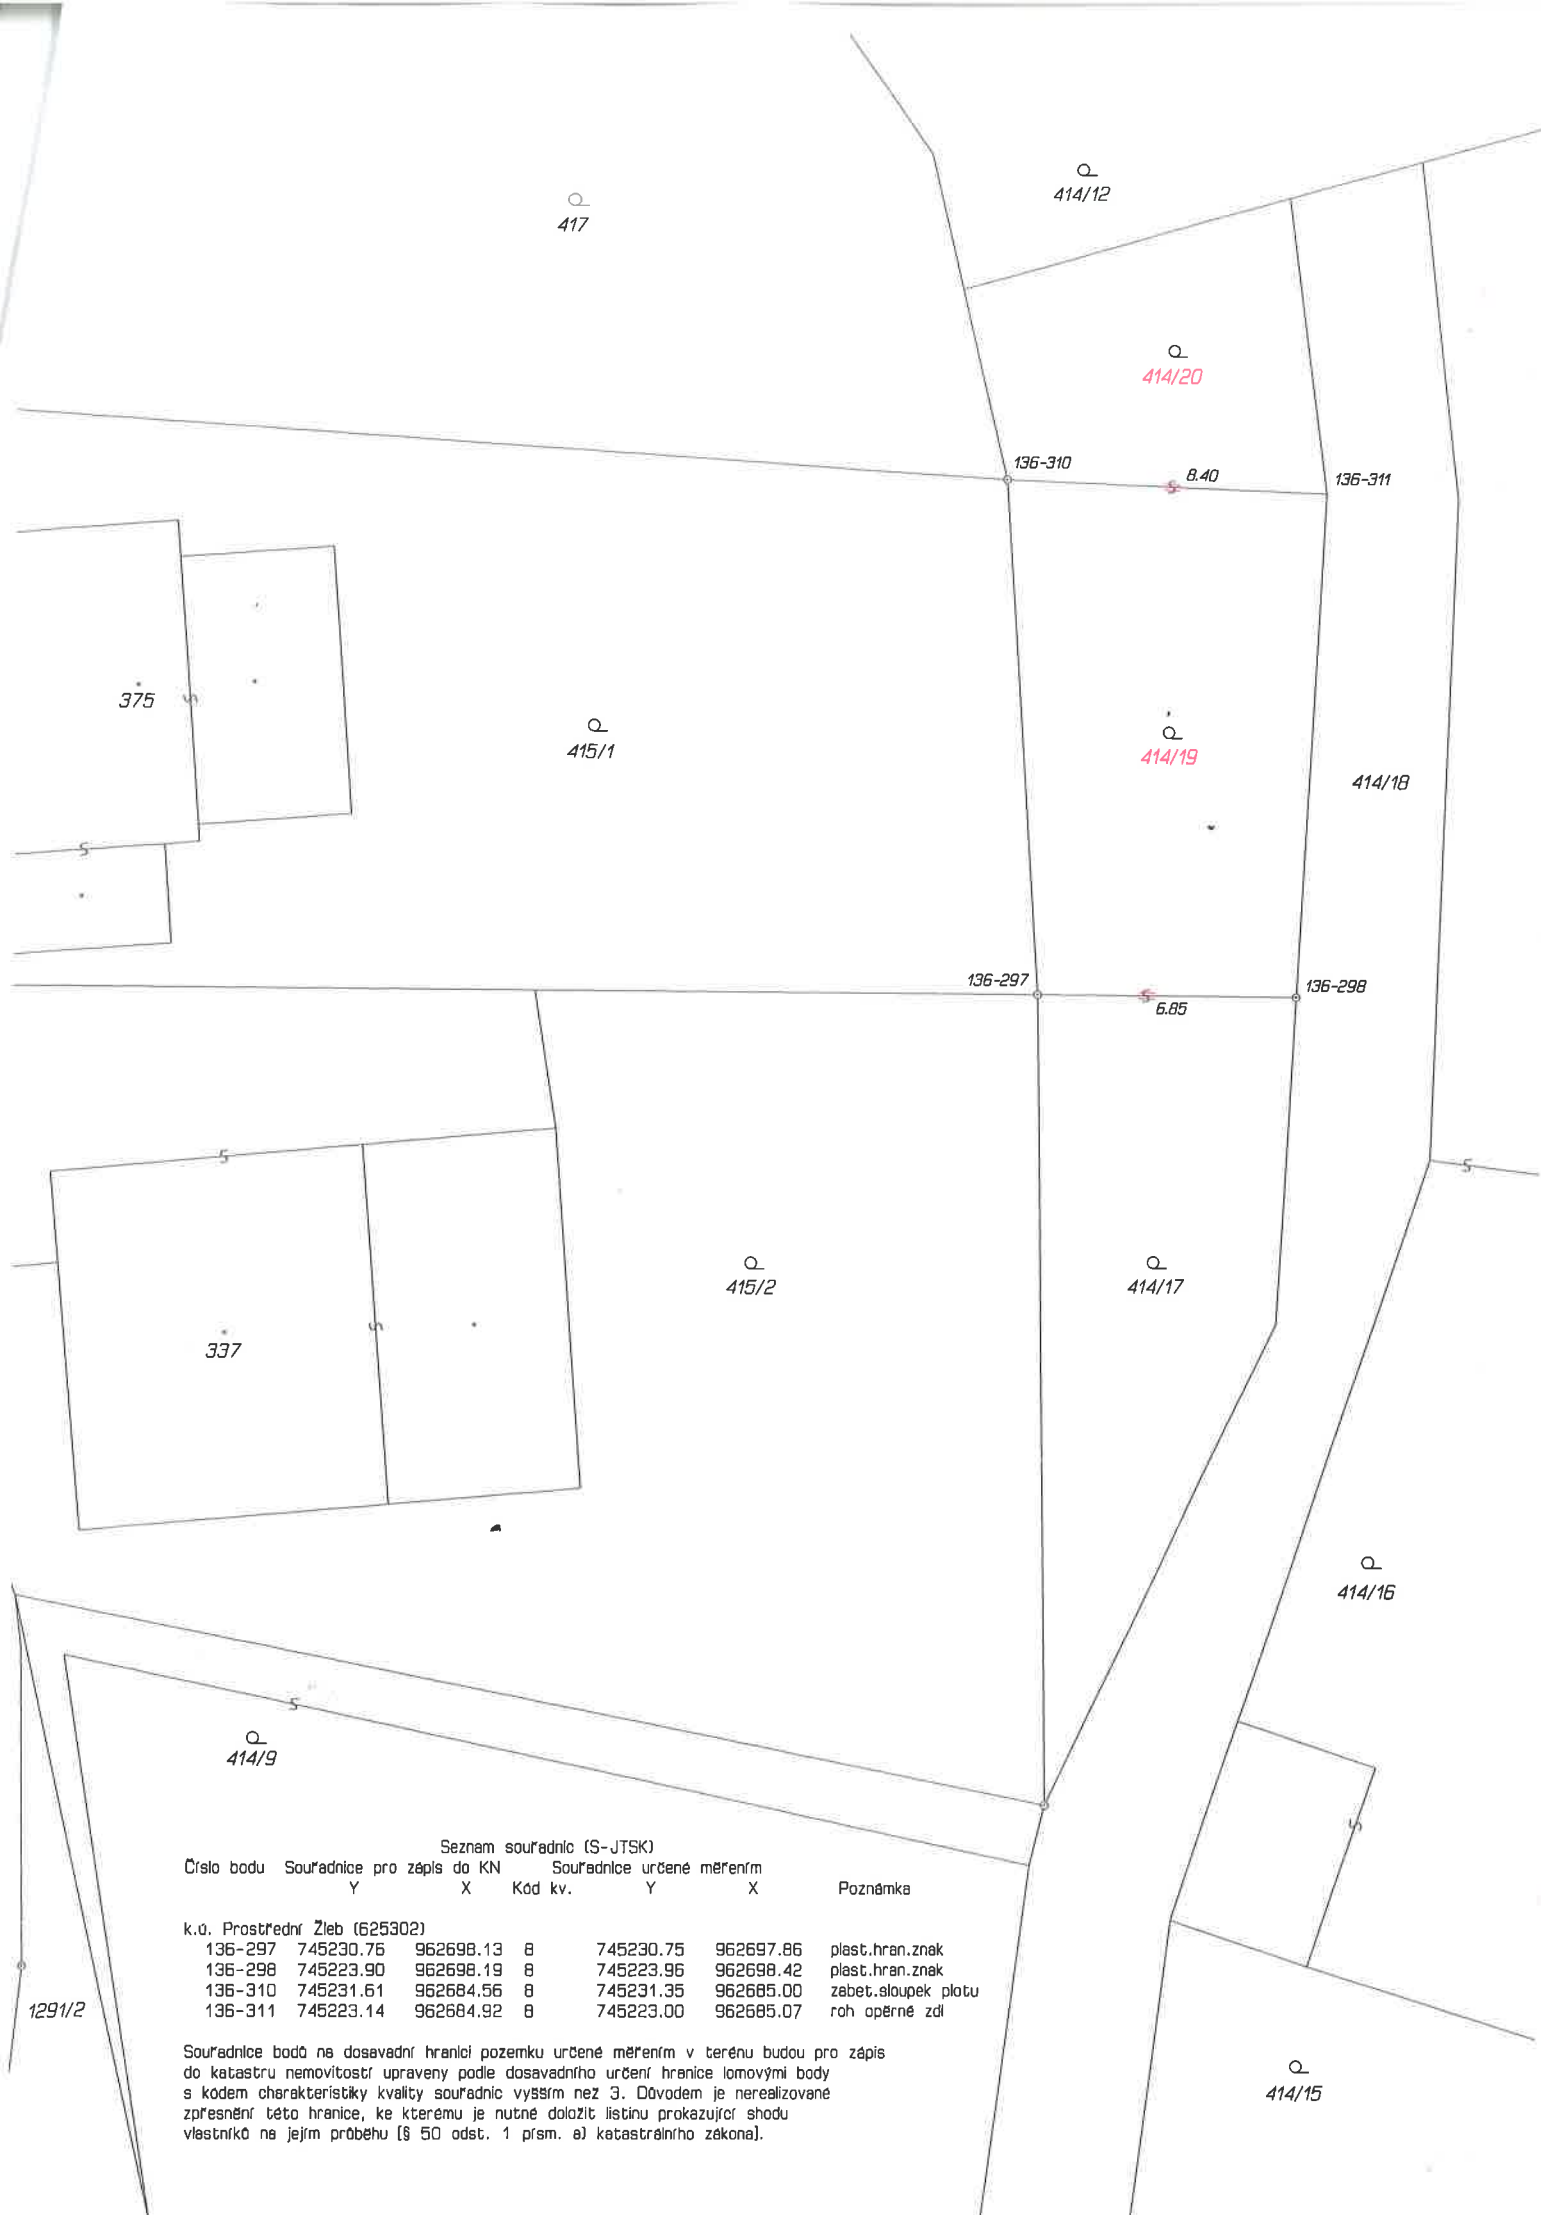 414/12
417
414/20
136-310
8.40
136-311
375
415/1
414/19
414/18
136-297
136-298
6.85
415/2
414/17
337
414/16
414/9
Seznam souřadnic (S-JTSK)
Číslo bodu Souřadnice pro zápis do KN Souřadnice určené měřením
Y X Kód kv. Y X Poznámka
k.ú. Prostřední Žleb (625302)
136-297 745230.76 962698.13 8 745230.75 962697.86 plast.hran.znak
136-298 745223.90 962698.19 8 745223.96 962698.42 plast.hran.znak
136-310 745231.61 962684.56 8 745231.35 962685.00 zabet.sloupek plotu
136-311 745223.14 962684.92 8 745223.00 962685.07 roh opěrné zdi
1291/2
Souřadnice bodů na dosavadní hranici pozemku určené měřením v terénu budou pro zápis
do katastru nemovitostí upraveny podle dosavadního určení hranice lomovými body
s kódem charakteristiky kvality souřadnic vyšším než 3. Důvodem je nerealizované
zpřesnění této hranice, ke kterému je nutné doložit listinu prokazující shodu
vlastníků na jejím průběhu [§ 50 odst. 1 písm. a) katastrálního zákona].
414/15